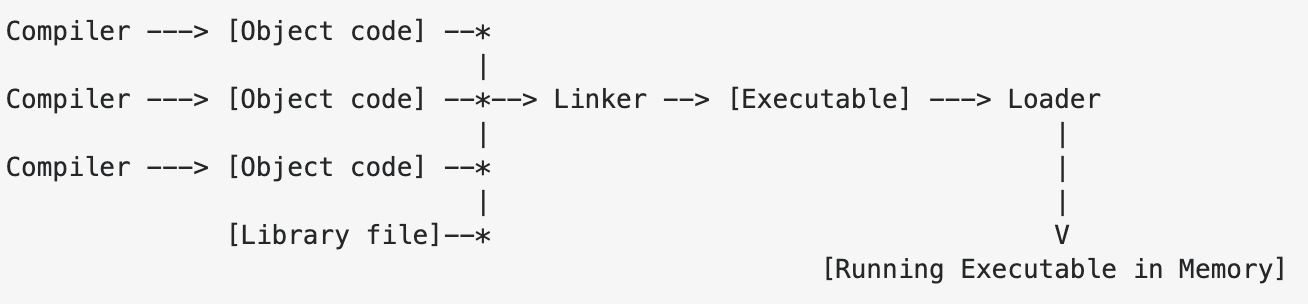 Compiler ---> [Object code] --*
                              |
Compiler ---> [Object code] --*--> Linker --> [Executable] ---> Loader
                              |                                    |
Compiler ---> [Object code] --*                                    |
                              |                                    |
              [Library file]--*                                    V
                                                    [Running Executable in Memory]